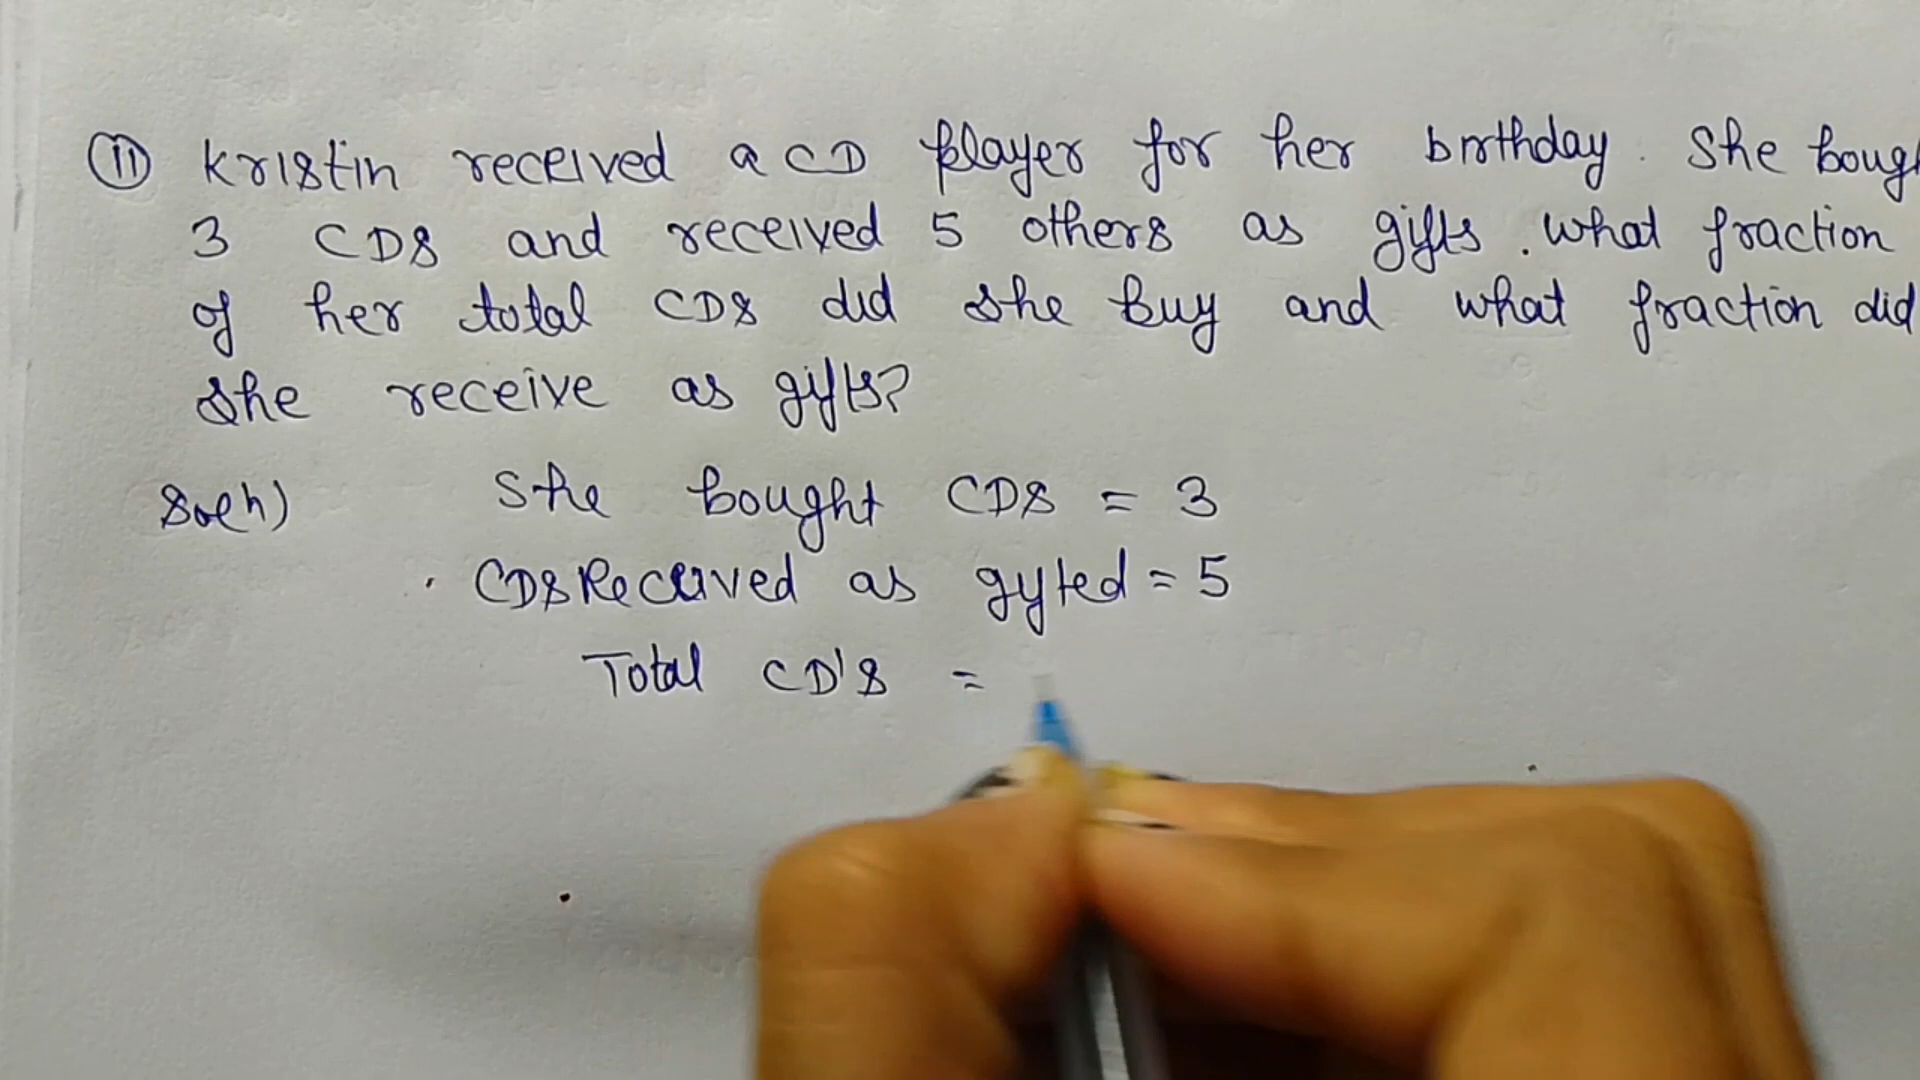 11 Kristin received a CD player for her birthday. She bough
3 CDs and received 5 others as gifts. what fraction
of her total CDs did she buy and what fraction did
she receive as gifts?
Soln) She bought CDs = 3
CDs Received as gifted = 5
Total CD's =